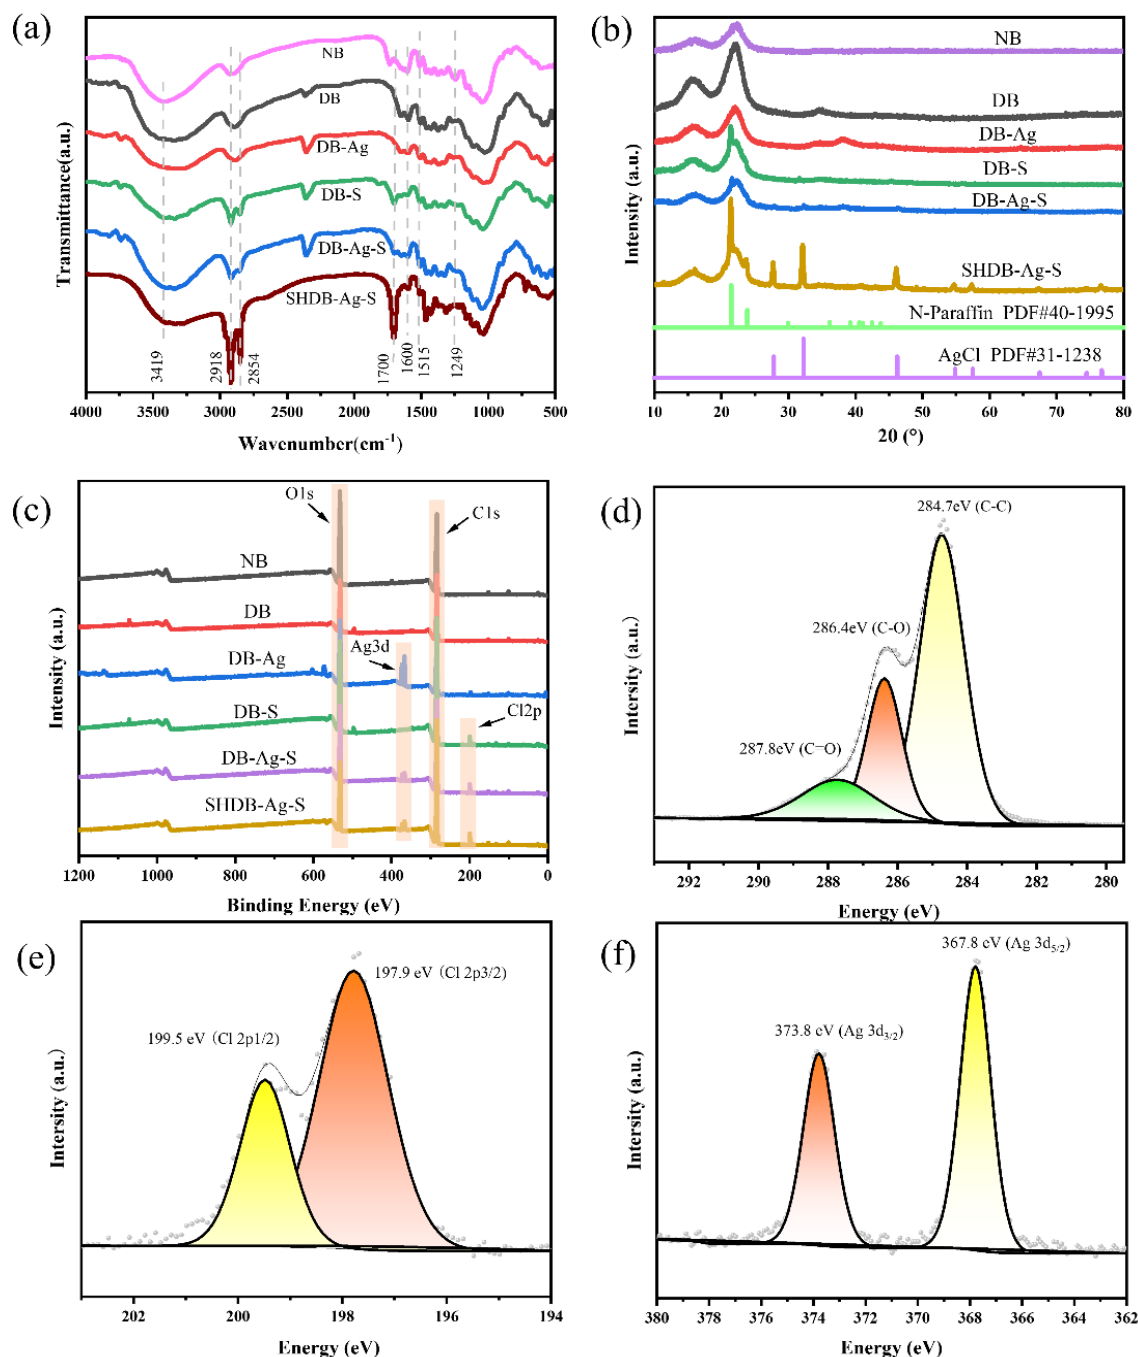 (a)
NB
DB
DB-Ag
DB-S
DB-Ag-S
SHDB-Ag-S
3419
2918
2854
1700
1600
1515
1249
4000 3500 3000 2500 2000 1500 1000 500
Wavenumber(cm-1)
Transmittance(a.u.)
(b)
NB
DB
DB-Ag
DB-S
DB-Ag-S
SHDB-Ag-S
N-Paraffin PDF#40-1995
AgCl PDF#31-1238
10 20 30 40 50 60 70 80
2θ (°)
Intensity (a.u.)
(c)
O1s
C1s
NB
DB
DB-Ag
Ag3d
DB-S
Cl2p
DB-Ag-S
SHDB-Ag-S
1200 1000 800 600 400 200 0
Binding Energy (eV)
Intensity (a.u.)
(d)
284.7eV (C-C)
286.4eV (C-O)
287.8eV (C=O)
292 290 288 286 284 282 280
Energy (eV)
Intersity (a.u.)
(e)
197.9 eV (Cl 2p3/2)
199.5 eV (Cl 2p1/2)
202 200 198 196 194
Energy (eV)
Intersity (a.u.)
(f)
367.8 eV (Ag 3d5/2)
373.8 eV (Ag 3d3/2)
380 378 376 374 372 370 368 366 364 362
Energy (eV)
Intersity (a.u.)